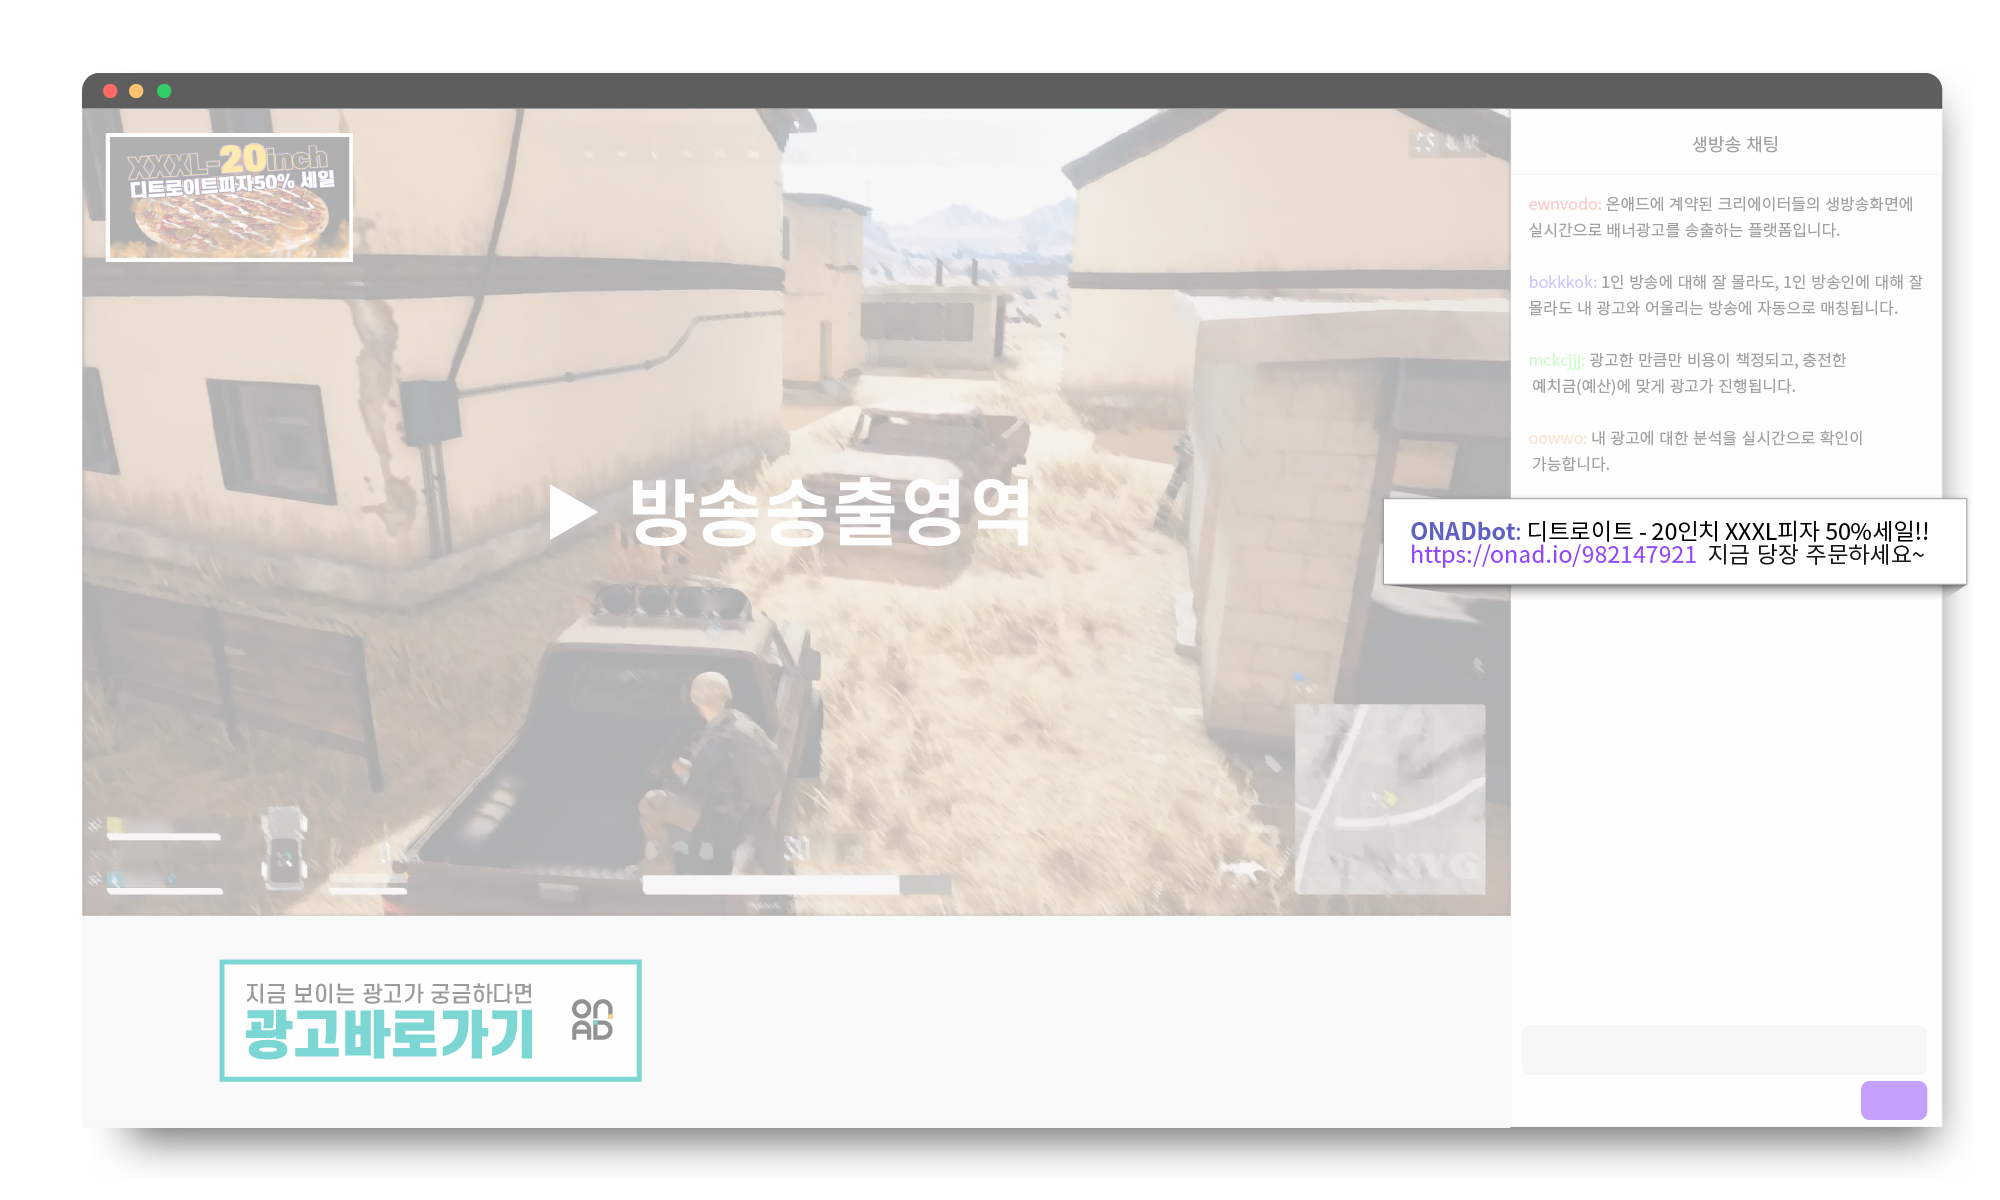 XXXL-20inch
디트로이트피자50% 세일
방송송출영역
생방송 채팅
ewnvodo: 온애드에 계약된 크리에이터들의 생방송화면에
실시간으로 배너광고를 송출하는 플랫폼입니다.
bokkkok: 1인 방송에 대해 잘 몰라도, 1인 방송인에 대해 잘
몰라도 내 광고와 어울리는 방송에 자동으로 매칭됩니다.
mckcjjj: 광고한 만큼만 비용이 책정되고, 충전한
예치금(예산)에 맞게 광고가 진행됩니다.
oowwo: 내 광고에 대한 분석을 실시간으로 확인이
가능합니다.
ONADbot: 디트로이트 - 20인치 XXXL피자 50%세일!!
https://onad.io/982147921 지금 당장 주문하세요~
지금 보이는 광고가 궁금하다면
광고바로가기
ONAD